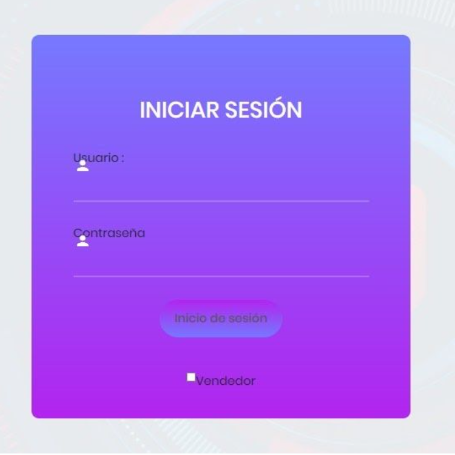 INICIAR SESIÓN
Usuario :
Contraseña
Inicio de sesión
Vendedor